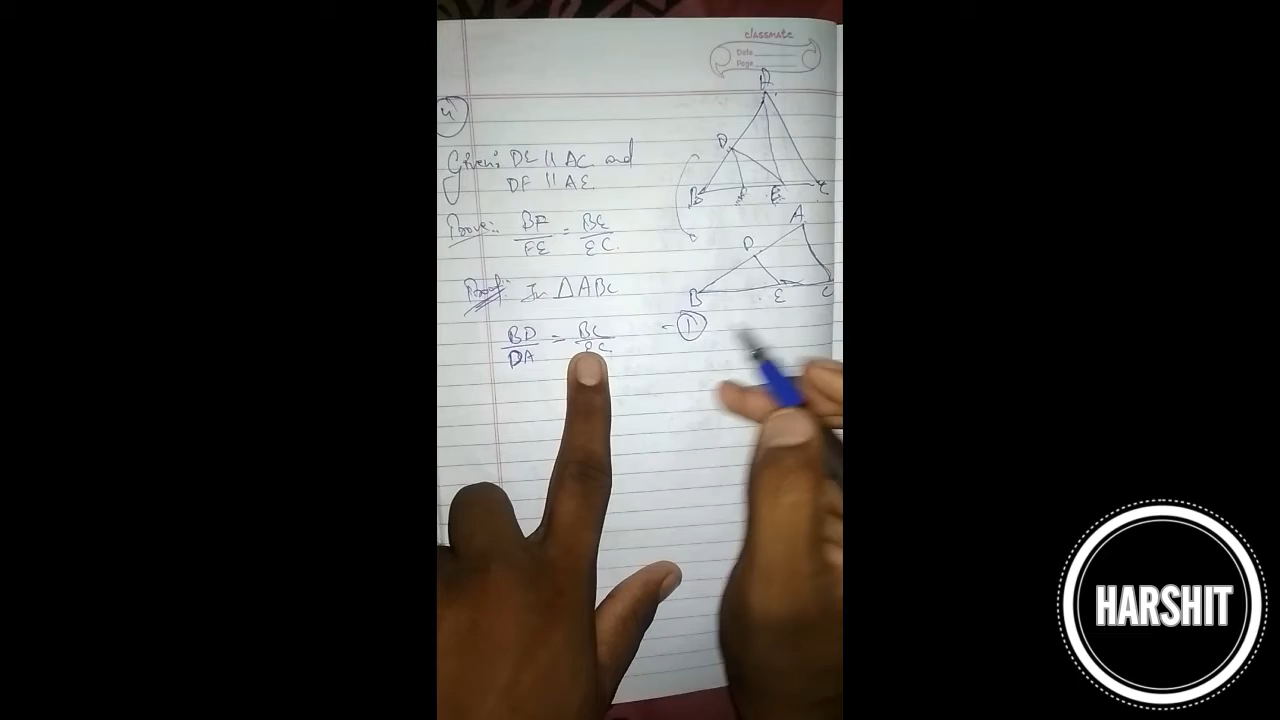 classmate
Date
Page
4
Given: DE || AC and
DF || AE
Prove:- BF/FE = BE/EC.
Proof: In △ABC
BD/DA = BC/EC - 1
A
D
B F E C
A
D
B E C
HARSHIT